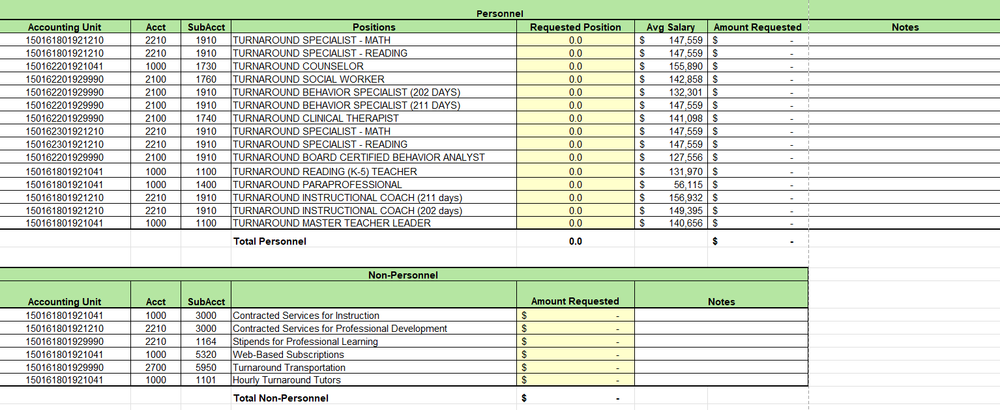 Personnel
Accounting Unit Acct SubAcct Positions Requested Position Avg Salary Amount Requested Notes
150161801921210 2210 1910 TURNAROUND SPECIALIST - MATH 0.0 $ 147,559 $ -
150161801921210 2210 1910 TURNAROUND SPECIALIST - READING 0.0 $ 147,559 $ -
150162201921041 1000 1730 TURNAROUND COUNSELOR 0.0 $ 155,890 $ -
150162201929990 2100 1760 TURNAROUND SOCIAL WORKER 0.0 $ 142,858 $ -
150162201929990 2100 1910 TURNAROUND BEHAVIOR SPECIALIST (202 DAYS) 0.0 $ 132,301 $ -
150162201929990 2100 1910 TURNAROUND BEHAVIOR SPECIALIST (211 DAYS) 0.0 $ 147,559 $ -
150162201929990 2100 1740 TURNAROUND CLINICAL THERAPIST 0.0 $ 141,098 $ -
150162301921210 2210 1910 TURNAROUND SPECIALIST - MATH 0.0 $ 147,559 $ -
150162301921210 2210 1910 TURNAROUND SPECIALIST - READING 0.0 $ 147,559 $ -
150162201929990 2100 1910 TURNAROUND BOARD CERTIFIED BEHAVIOR ANALYST 0.0 $ 127,556 $ -
150161801921041 1000 1100 TURNAROUND READING (K-5) TEACHER 0.0 $ 131,970 $ -
150161801921041 1000 1400 TURNAROUND PARAPROFESSIONAL 0.0 $ 56,115 $ -
150161801921210 2210 1910 TURNAROUND INSTRUCTIONAL COACH (211 days) 0.0 $ 156,932 $ -
150161801921210 2210 1910 TURNAROUND INSTRUCTIONAL COACH (202 days) 0.0 $ 149,395 $ -
150161801921041 1000 1100 TURNAROUND MASTER TEACHER LEADER 0.0 $ 140,656 $ -
Total Personnel 0.0 $ -
Non-Personnel
Accounting Unit Acct SubAcct Amount Requested Notes
150161801921041 1000 3000 Contracted Services for Instruction $ -
150161801921210 2210 3000 Contracted Services for Professional Development $ -
150161801929990 2210 1164 Stipends for Professional Learning $ -
150161801921041 1000 5320 Web-Based Subscriptions $ -
150161801929990 2700 5950 Turnaround Transportation $ -
150161801921041 1000 1101 Hourly Turnaround Tutors $ -
Total Non-Personnel $ -